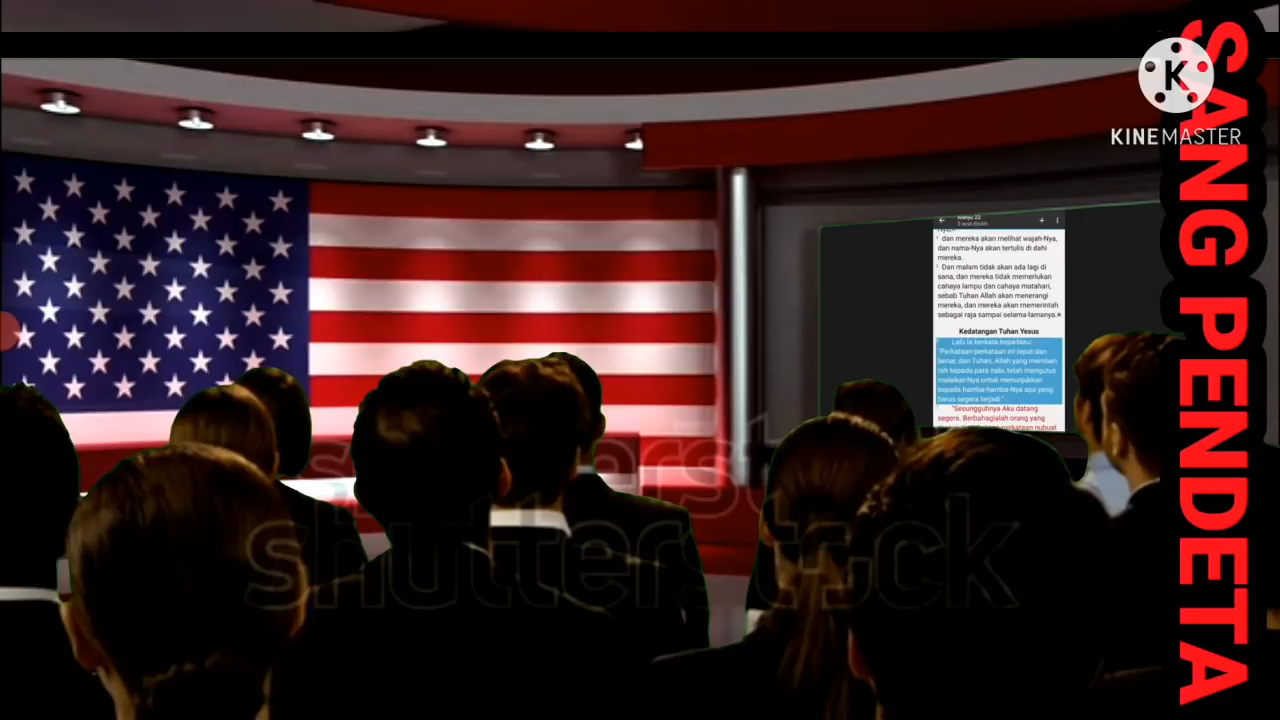 SANG PENDETA
KINEMASTER
Wahyu 22
dan mereka akan melihat wajah-Nya,
dan nama-Nya akan tertulis di dahi
mereka.
Dan malam tidak akan ada lagi di
sana, dan mereka tidak memerlukan
cahaya lampu dan cahaya matahari,
sebab Tuhan Allah akan menerangi
mereka, dan mereka akan memerintah
sebagai raja sampai selama-lamanya.*
Kedatangan Tuhan Yesus
Lalu Ia berkata kepadaku:
"Perkataan-perkataan ini tepat dan
benar, dan Tuhan, Allah yang memberi
roh kepada para nabi, telah mengutus
malaikat-Nya untuk menunjukkan
kepada hamba-hamba-Nya apa yang
harus segera terjadi."
"Sesungguhnya Aku datang
segera. Berbahagialah orang yang
perkataan-perkataan nubuat
shutterstock